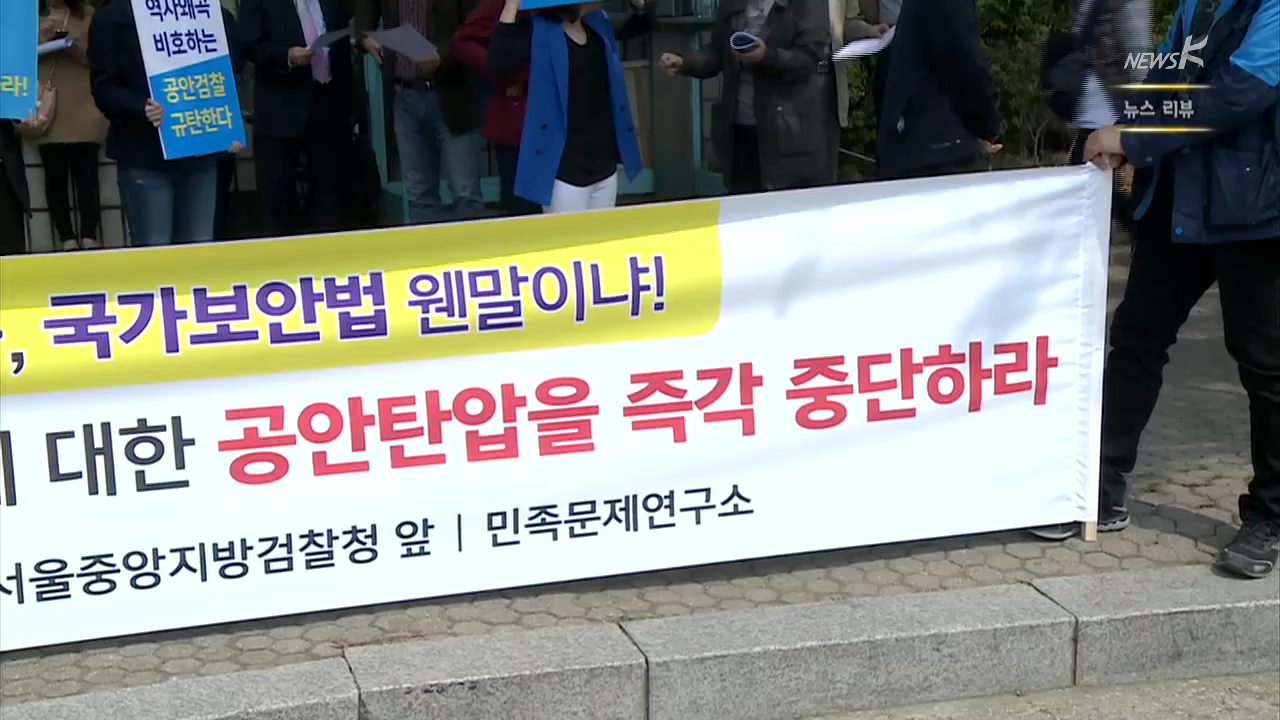 역사왜곡
비호하는
공안검찰
규탄한다
라!
NEWSK
뉴스 리뷰
, 국가보안법 웬말이냐!
대한 공안탄압을 즉각 중단하라
서울중앙지방검찰청 앞 | 민족문제연구소